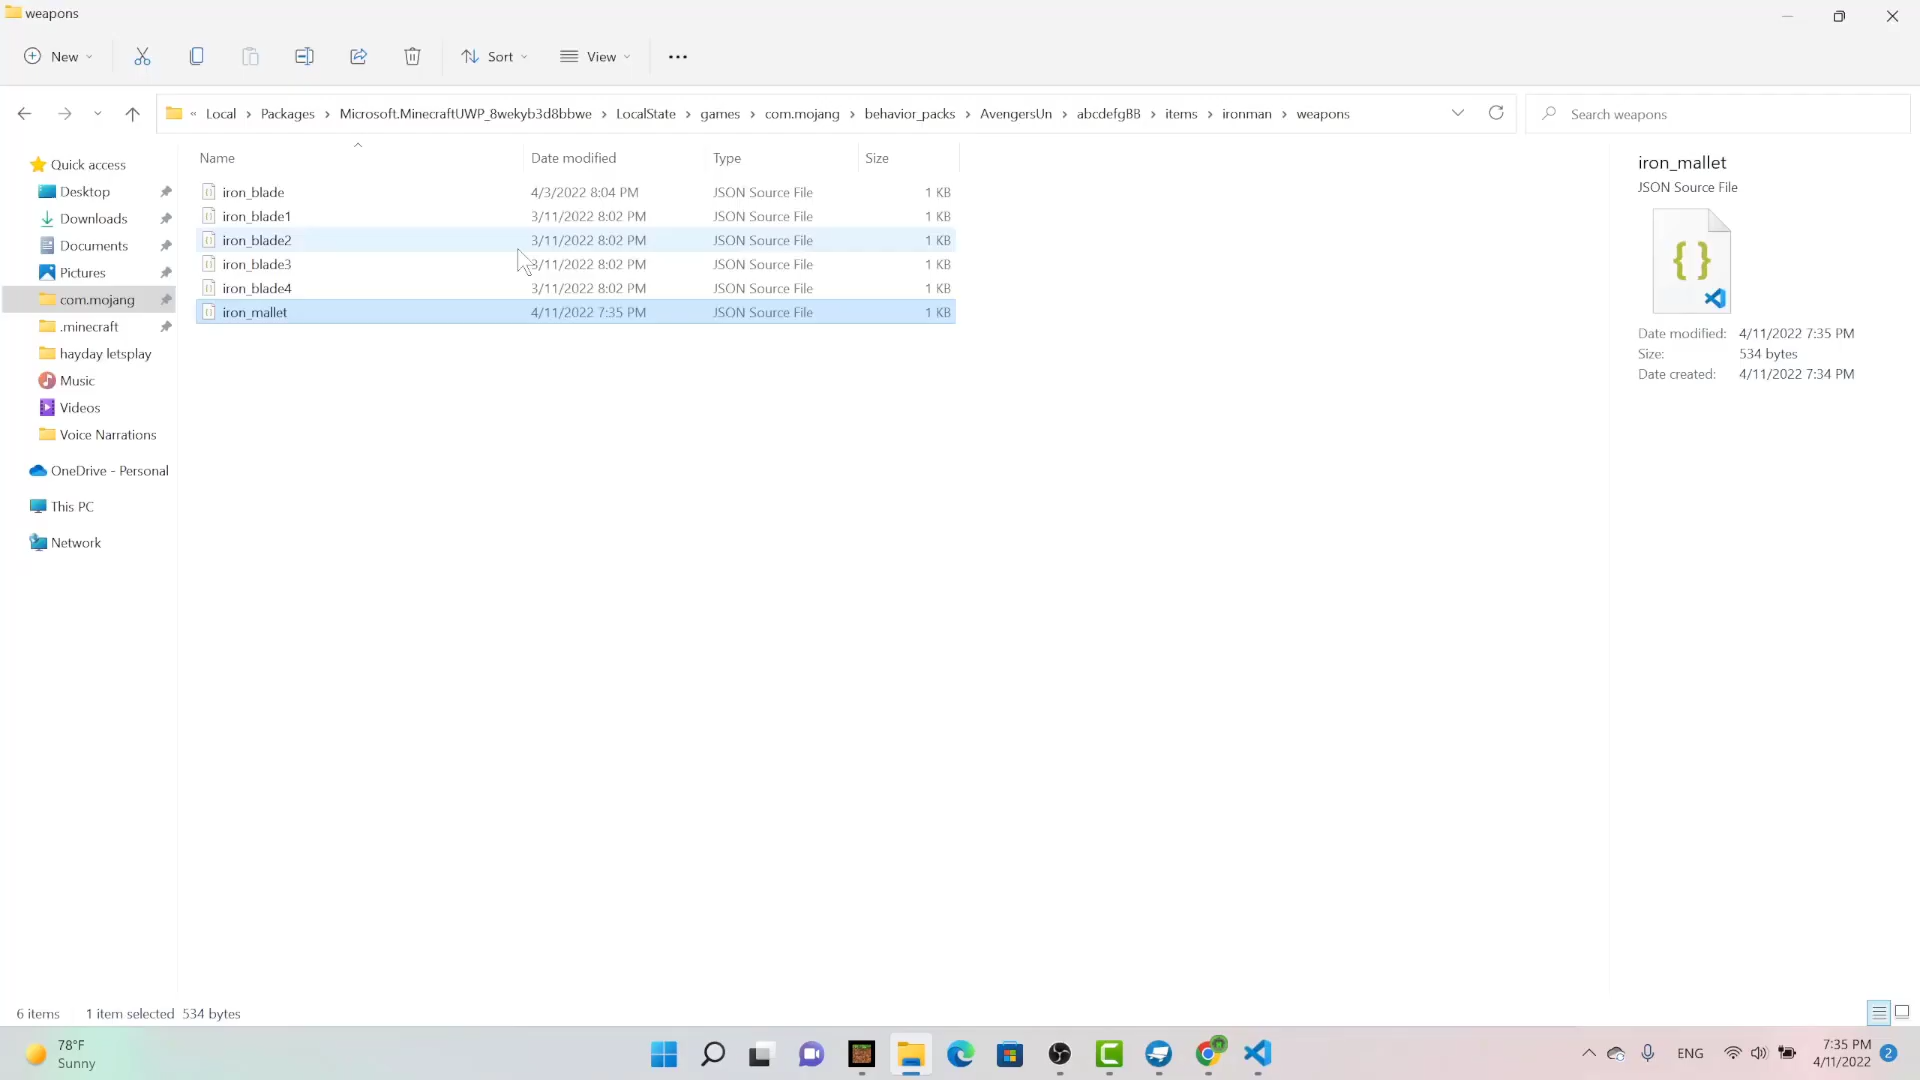 weapons
New
Sort
View
« Local > Packages > Microsoft.MinecraftUWP_8wekyb3d8bbwe > LocalState > games > com.mojang > behavior_packs > AvengersUn > abcdefgBB > items > ironman > weapons
Search weapons
Quick access
Desktop
Downloads
Documents
Pictures
com.mojang
.minecraft
hayday letsplay
Music
Videos
Voice Narrations
OneDrive - Personal
This PC
Network
Name Date modified Type Size
iron_blade 4/3/2022 8:04 PM JSON Source File 1 KB
iron_blade1 3/11/2022 8:02 PM JSON Source File 1 KB
iron_blade2 3/11/2022 8:02 PM JSON Source File 1 KB
iron_blade3 3/11/2022 8:02 PM JSON Source File 1 KB
iron_blade4 3/11/2022 8:02 PM JSON Source File 1 KB
iron_mallet 4/11/2022 7:35 PM JSON Source File 1 KB
iron_mallet
JSON Source File
{}
Date modified: 4/11/2022 7:35 PM
Size: 534 bytes
Date created: 4/11/2022 7:34 PM
6 items 1 item selected 534 bytes
78°F
Sunny
ENG
7:35 PM
4/11/2022
2